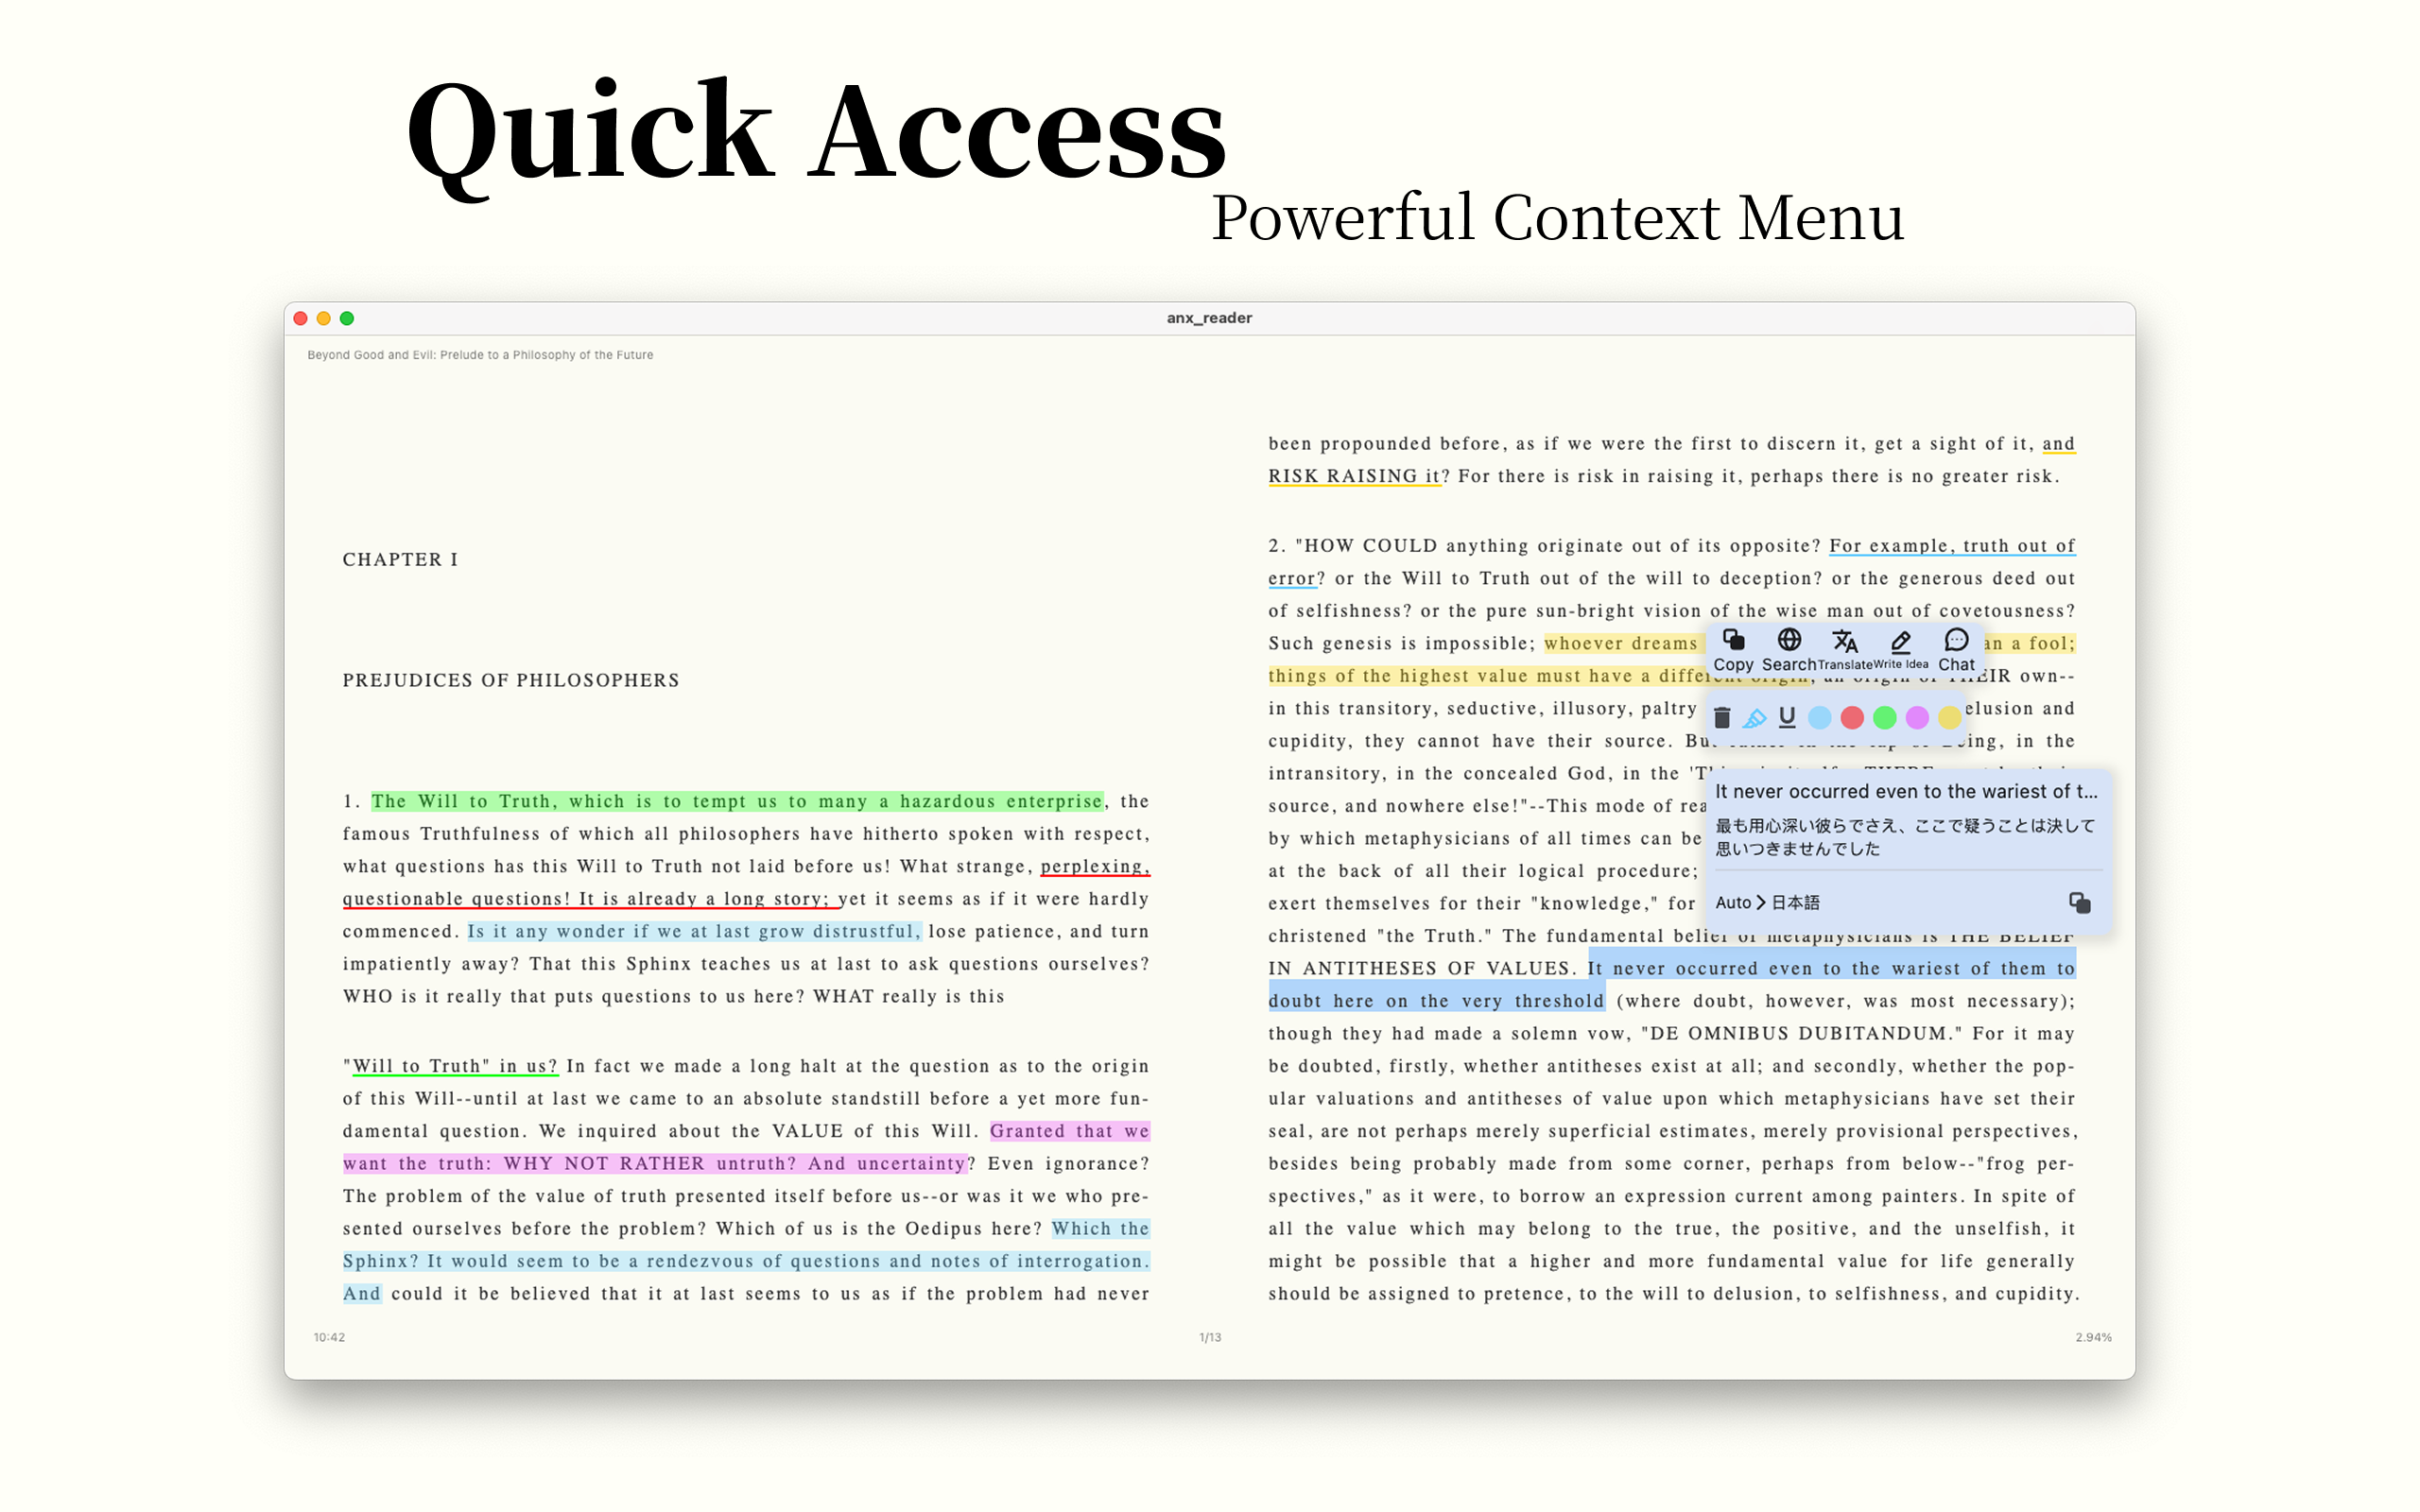 Quick Access
Powerful Context Menu
anx_reader
Beyond Good and Evil: Prelude to a Philosophy of the Future
CHAPTER I
PREJUDICES OF PHILOSOPHERS
1. The Will to Truth, which is to tempt us to many a hazardous enterprise, the
famous Truthfulness of which all philosophers have hitherto spoken with respect,
what questions has this Will to Truth not laid before us! What strange, perplexing,
questionable questions! It is already a long story; yet it seems as if it were hardly
commenced. Is it any wonder if we at last grow distrustful, lose patience, and turn
impatiently away? That this Sphinx teaches us at last to ask questions ourselves?
WHO is it really that puts questions to us here? WHAT really is this
"Will to Truth" in us? In fact we made a long halt at the question as to the origin
of this Will--until at last we came to an absolute standstill before a yet more fun-
damental question. We inquired about the VALUE of this Will. Granted that we
want the truth: WHY NOT RATHER untruth? And uncertainty? Even ignorance?
The problem of the value of truth presented itself before us--or was it we who pre-
sented ourselves before the problem? Which of us is the Oedipus here? Which the
Sphinx? It would seem to be a rendezvous of questions and notes of interrogation.
And could it be believed that it at last seems to us as if the problem had never
been propounded before, as if we were the first to discern it, get a sight of it, and
RISK RAISING it? For there is risk in raising it, perhaps there is no greater risk.
2. "HOW COULD anything originate out of its opposite? For example, truth out of
error? or the Will to Truth out of the will to deception? or the generous deed out
of selfishness? or the pure sun-bright vision of the wise man out of covetousness?
Such genesis is impossible; whoever dreams an a fool;
things of the highest value must have a different origin, an origin of THEIR own--
in this transitory, seductive, illusory, paltry elusion and
cupidity, they cannot have their source. But rather in the lap of Being, in the
intransitory, in the concealed God, in the
source, and nowhere else!"--This mode of rea
by which metaphysicians of all times can be
at the back of all their logical procedure;
exert themselves for their "knowledge," for
christened "the Truth." The fundamental belief of metaphysicians is THE BELIEF
IN ANTITHESES OF VALUES. It never occurred even to the wariest of them to
doubt here on the very threshold (where doubt, however, was most necessary);
though they had made a solemn vow, "DE OMNIBUS DUBITANDUM." For it may
be doubted, firstly, whether antitheses exist at all; and secondly, whether the pop-
ular valuations and antitheses of value upon which metaphysicians have set their
seal, are not perhaps merely superficial estimates, merely provisional perspectives,
besides being probably made from some corner, perhaps from below--"frog per-
spectives," as it were, to borrow an expression current among painters. In spite of
all the value which may belong to the true, the positive, and the unselfish, it
might be possible that a higher and more fundamental value for life generally
should be assigned to pretence, to the will to delusion, to selfishness, and cupidity.
Copy Search Translate Write Idea Chat
It never occurred even to the wariest of t...
最も用心深い彼らでさえ、ここで疑うことは決して
思いつきませんでした
Auto > 日本語
10:42
1/13
2.94%